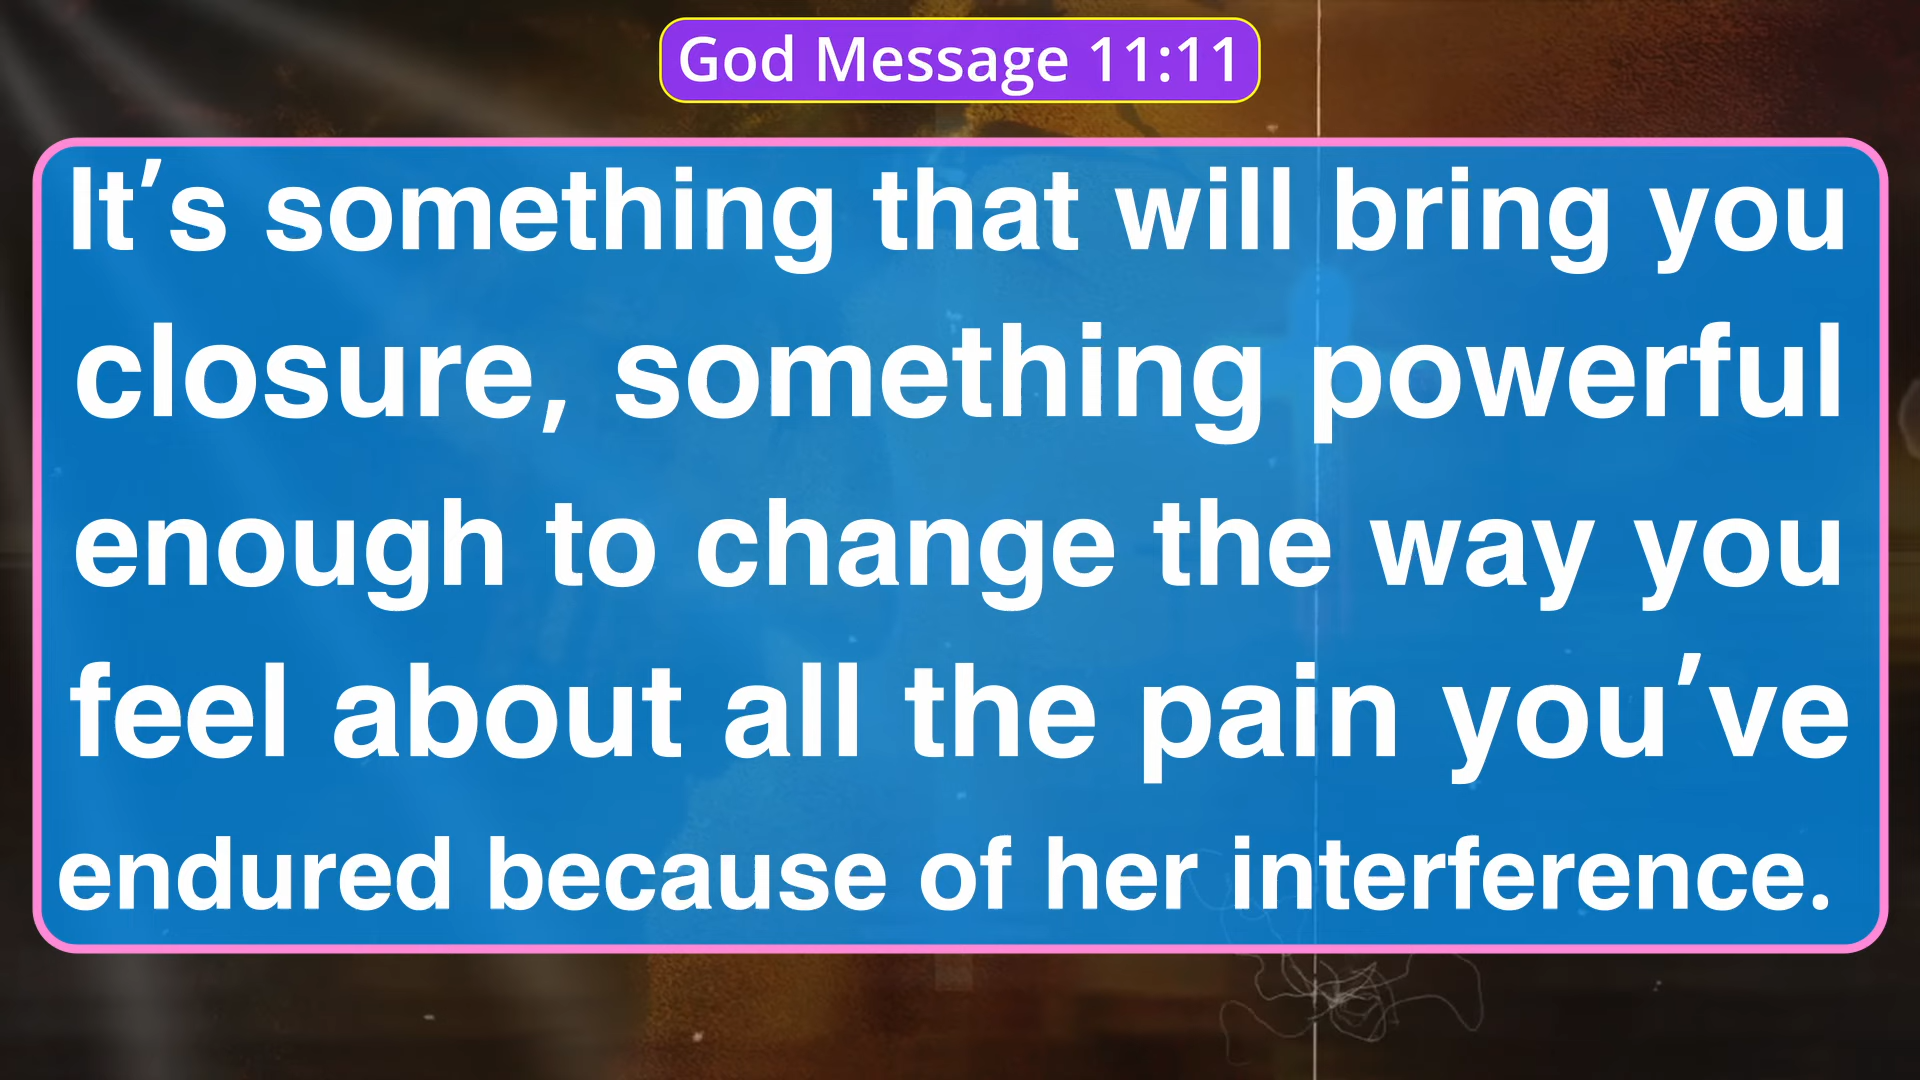 God Message 11:11
It's something that will bring you
closure, something powerful
enough to change the way you
feel about all the pain you've
endured because of her interference.